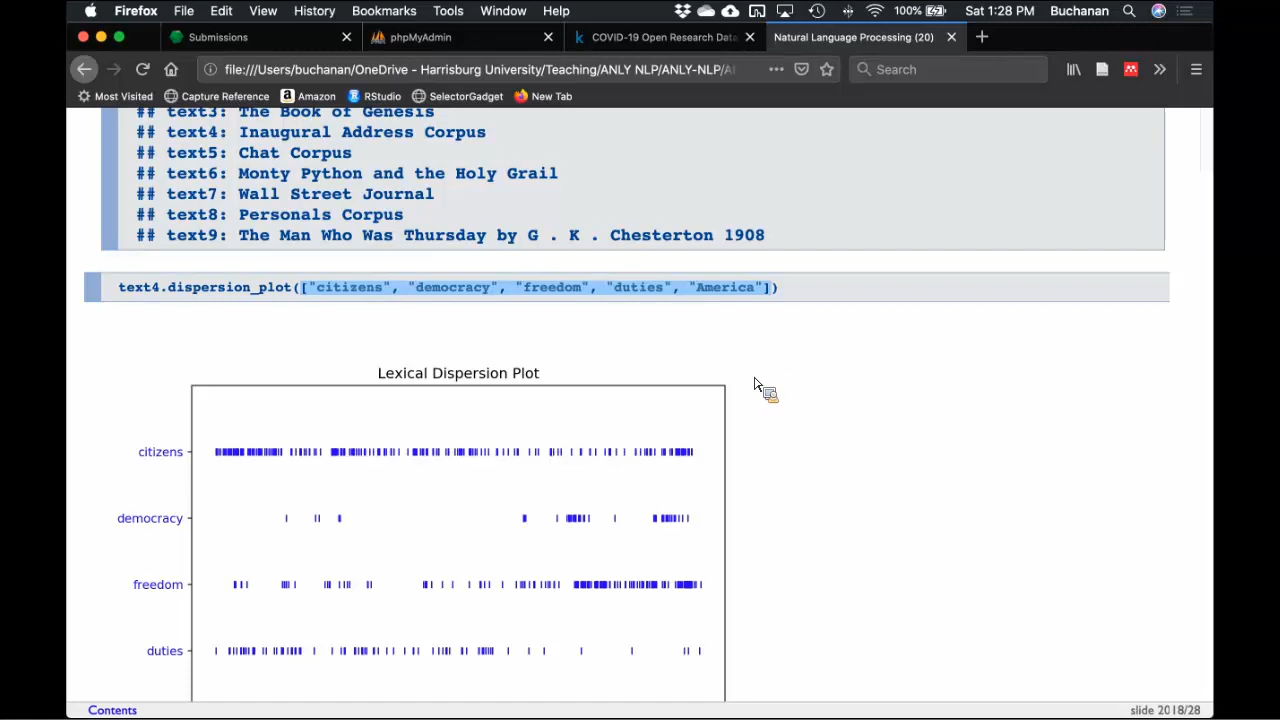 Firefox File Edit View History Bookmarks Tools Window Help 100% Sat 1:28 PM Buchanan
Submissions phpMyAdmin COVID-19 Open Research Data Natural Language Processing (20)
file:///Users/buchanan/OneDrive - Harrisburg University/Teaching/ANLY NLP/ANLY-NLP/ Search
Most Visited Capture Reference Amazon RStudio SelectorGadget New Tab
## text3: The Book of Genesis
## text4: Inaugural Address Corpus
## text5: Chat Corpus
## text6: Monty Python and the Holy Grail
## text7: Wall Street Journal
## text8: Personals Corpus
## text9: The Man Who Was Thursday by G . K . Chesterton 1908
text4.dispersion_plot(["citizens", "democracy", "freedom", "duties", "America"])
Lexical Dispersion Plot
citizens
democracy
freedom
duties
Contents slide 2018/28